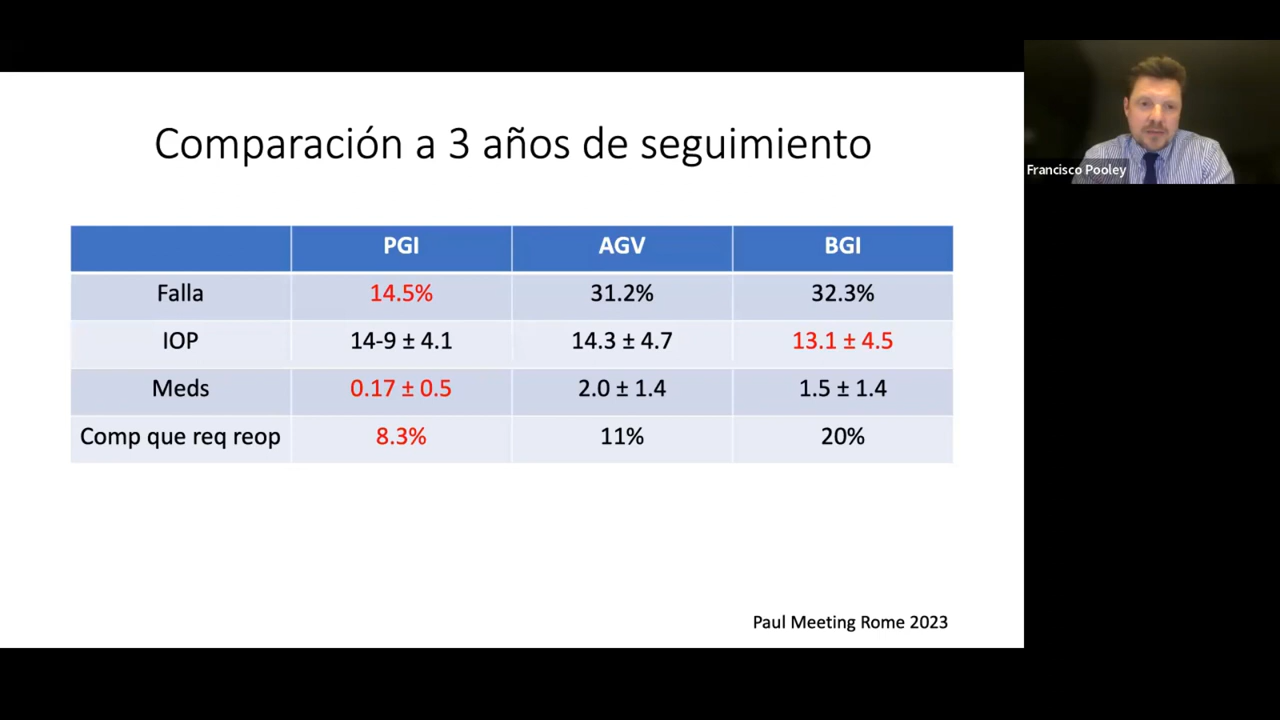 Comparación a 3 años de seguimiento
PGI AGV BGI
Falla 14.5% 31.2% 32.3%
IOP 14-9 ± 4.1 14.3 ± 4.7 13.1 ± 4.5
Meds 0.17 ± 0.5 2.0 ± 1.4 1.5 ± 1.4
Comp que req reop 8.3% 11% 20%
Paul Meeting Rome 2023
Francisco Pooley